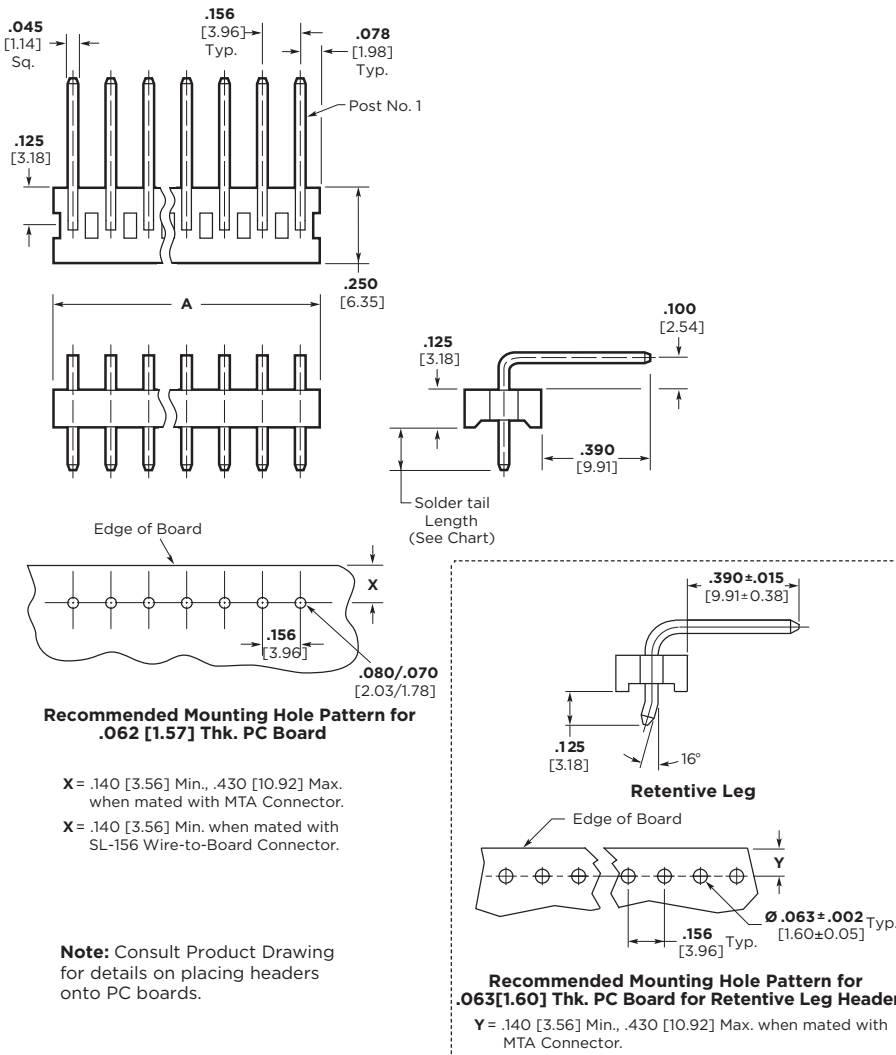 .045
[1.14]
Sq.
.156
[3.96]
Typ.
.078
[1.98]
Typ.
Post No. 1
.125
[3.18]
.250
[6.35]
A
.100
[2.54]
.125
[3.18]
.390
[9.91]
Solder tail
Length
(See Chart)
Edge of Board
X
.156
[3.96]
.080/.070
[2.03/1.78]
Recommended Mounting Hole Pattern for
.062 [1.57] Thk. PC Board
X = .140 [3.56] Min., .430 [10.92] Max.
when mated with MTA Connector.
X = .140 [3.56] Min. when mated with
SL-156 Wire-to-Board Connector.
Note: Consult Product Drawing
for details on placing headers
onto PC boards.
.390±.015
[9.91±0.38]
.125
[3.18]
16°
Retentive Leg
Edge of Board
Y
Ø .063±.002 Typ.
[1.60±0.05]
.156 Typ.
[3.96]
Recommended Mounting Hole Pattern for
.063[1.60] Thk. PC Board for Retentive Leg Header
Y = .140 [3.56] Min., .430 [10.92] Max. when mated with
MTA Connector.